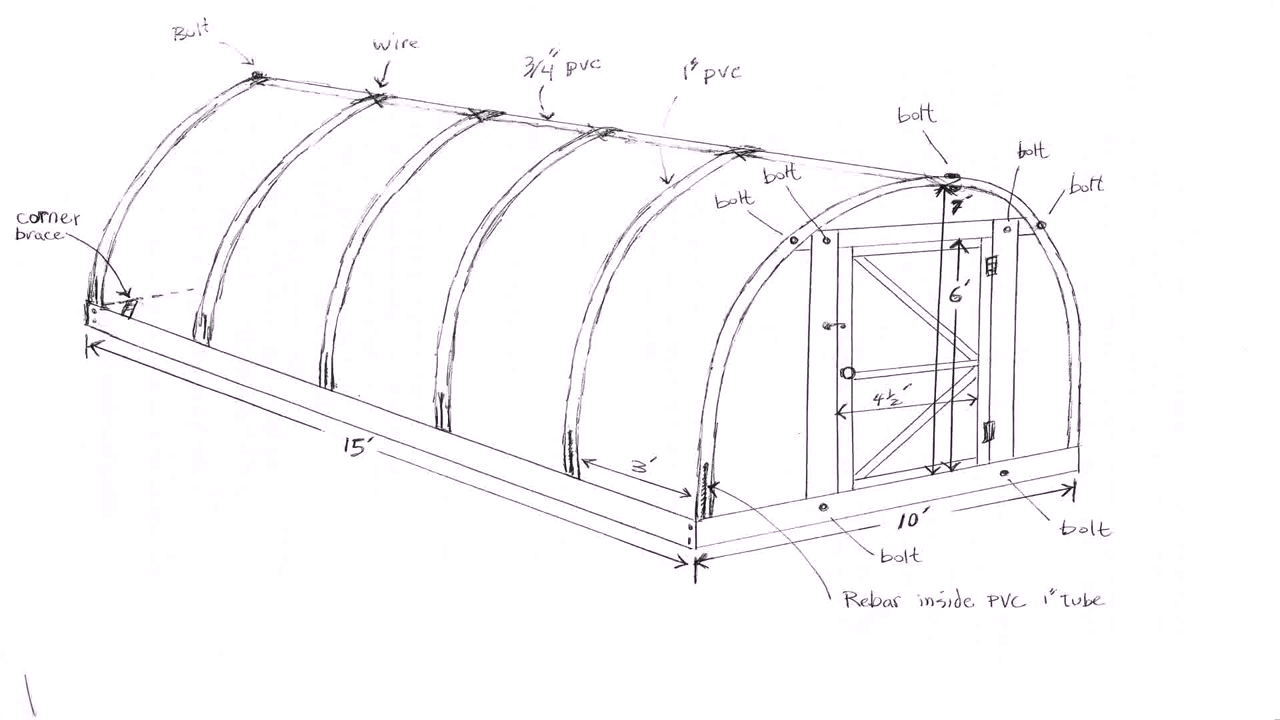 Bolt
wire
3/4" PVC
1" PVC
bolt
bolt
bolt
bolt
bolt
corner
brace
7'
6'
4½'
15'
3'
10'
bolt
bolt
Rebar inside PVC 1" tube